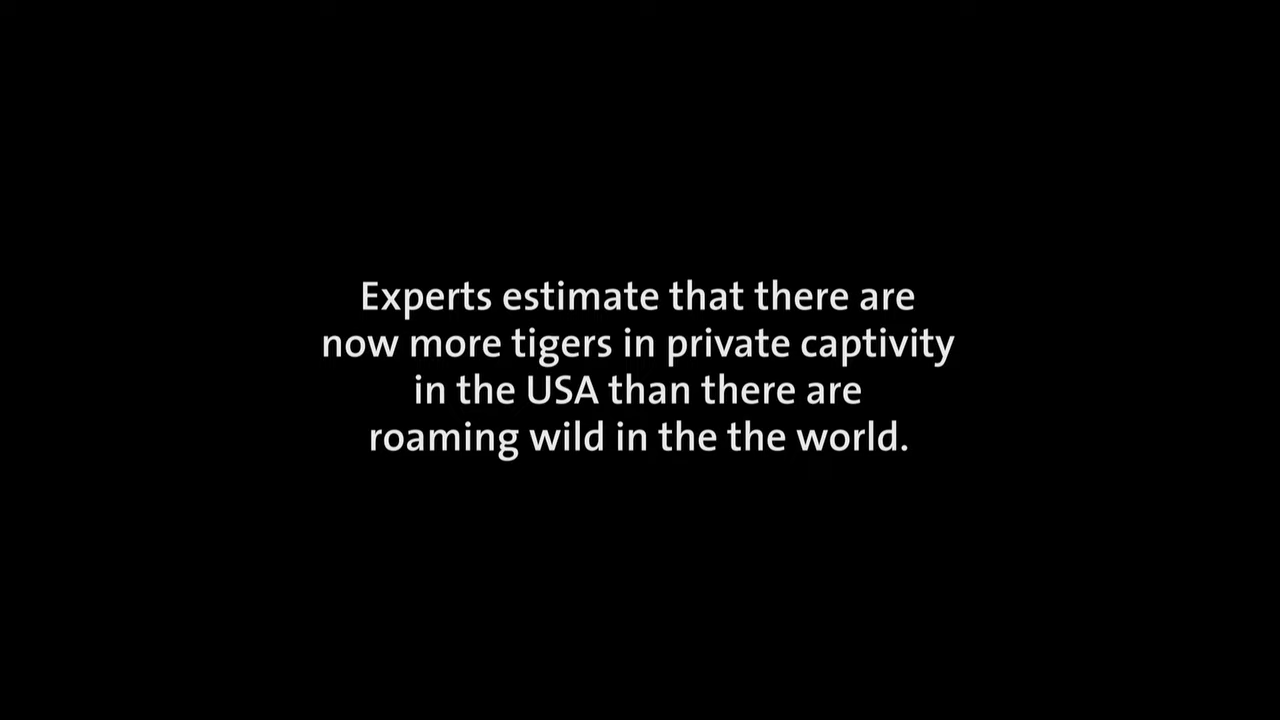 Experts estimate that there are
now more tigers in private captivity
in the USA than there are
roaming wild in the the world.